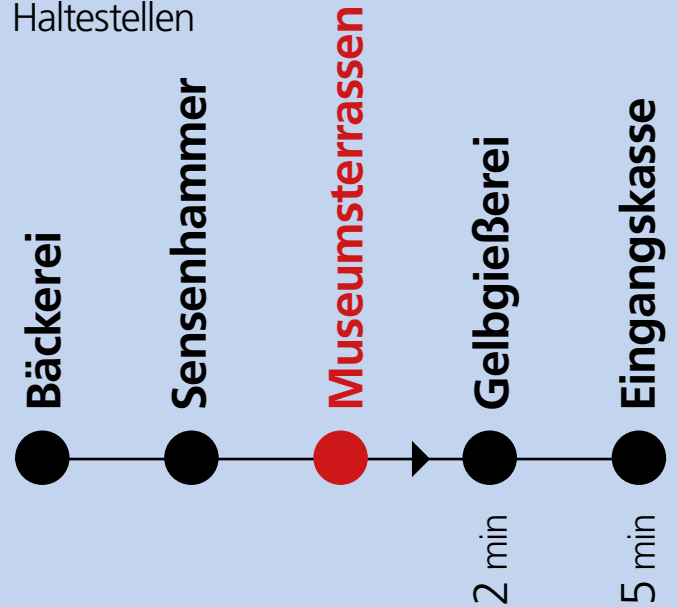 Haltestellen
Bäckerei
Sensenhammer
Museumsterrassen
Gelbgießerei
Eingangskasse
2 min
5 min